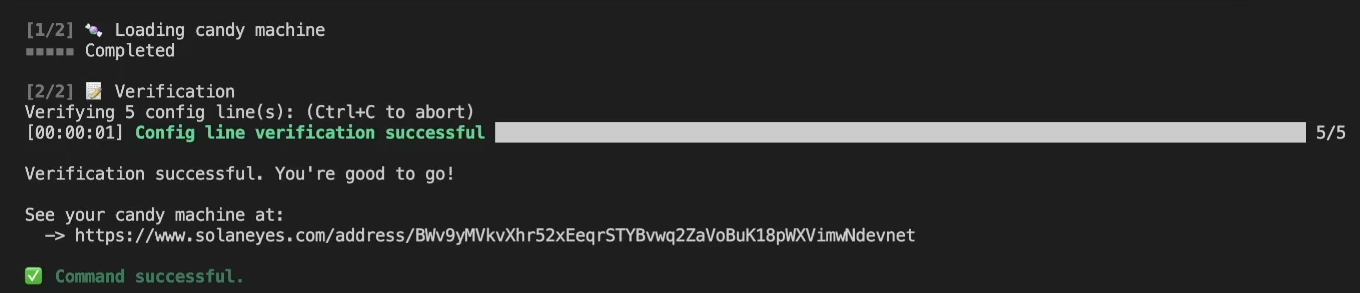 [1/2] 🍬 Loading candy machine
▪▪▪▪▪ Completed
[2/2] 📝 Verification
Verifying 5 config line(s): (Ctrl+C to abort)
[00:00:01] Config line verification successful 5/5
Verification successful. You're good to go!
See your candy machine at:
-> https://www.solaneyes.com/address/BWv9yMVkvXhr52xEeqrSTYBvwq2ZaVoBuK18pWXVimwNdevnet
✅ Command successful.